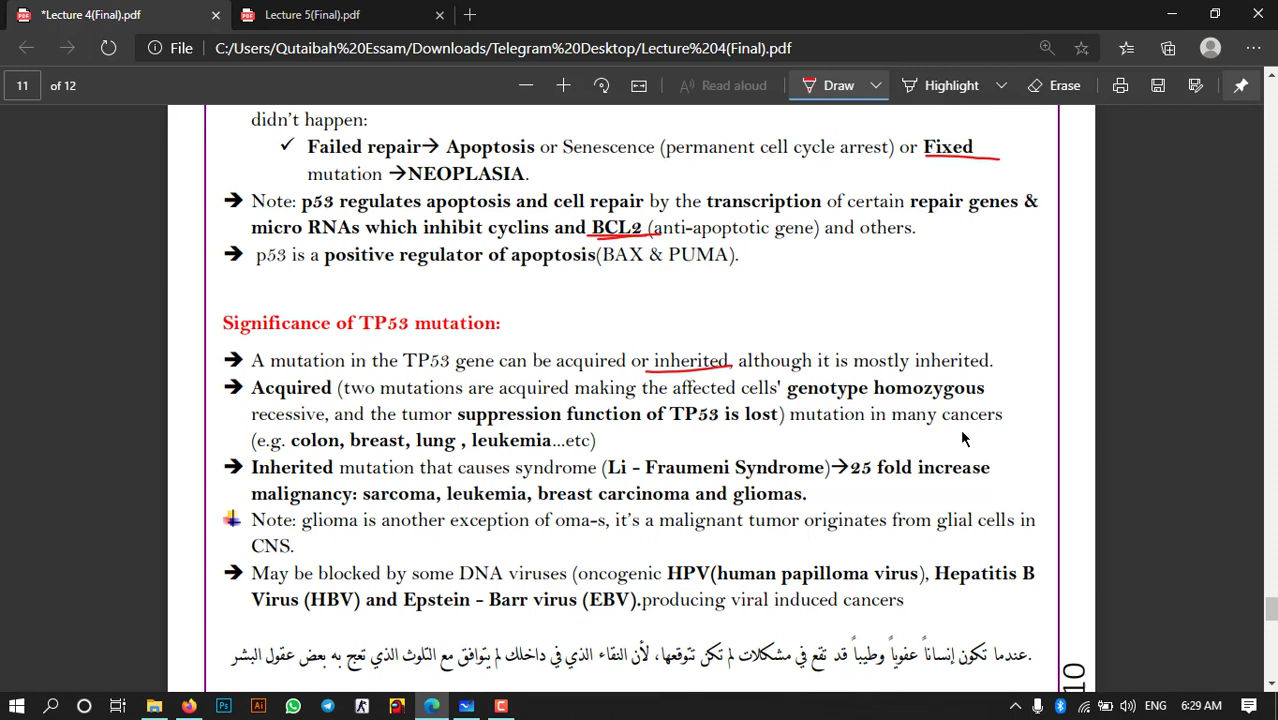 *Lecture 4(Final).pdf
Lecture 5(Final).pdf
File
C:/Users/Qutaibah%20Essam/Downloads/Telegram%20Desktop/Lecture%204(Final).pdf
11 of 12
Read aloud
Draw
Highlight
Erase
didn't happen:
✓ Failed repair→ Apoptosis or Senescence (permanent cell cycle arrest) or Fixed
mutation →NEOPLASIA.
→ Note: p53 regulates apoptosis and cell repair by the transcription of certain repair genes &
micro RNAs which inhibit cyclins and BCL2 (anti-apoptotic gene) and others.
→ p53 is a positive regulator of apoptosis(BAX & PUMA).
Significance of TP53 mutation:
→ A mutation in the TP53 gene can be acquired or inherited, although it is mostly inherited.
→ Acquired (two mutations are acquired making the affected cells' genotype homozygous
recessive, and the tumor suppression function of TP53 is lost) mutation in many cancers
(e.g. colon, breast, lung , leukemia...etc)
→ Inherited mutation that causes syndrome (Li - Fraumeni Syndrome)→25 fold increase
malignancy: sarcoma, leukemia, breast carcinoma and gliomas.
Note: glioma is another exception of oma-s, it's a malignant tumor originates from glial cells in
CNS.
→ May be blocked by some DNA viruses (oncogenic HPV(human papilloma virus), Hepatitis B
Virus (HBV) and Epstein - Barr virus (EBV).producing viral induced cancers
عندما تكون إنساناً عفوياً وطيباً قد تقع في مشكلات لم تكن تتوقعها، لأن النقاء الذي في داخلك لم يتوافق مع التلوث الذي تعج به بعض عقول البشر.
10
Ps
Ai
ENG
6:29 AM